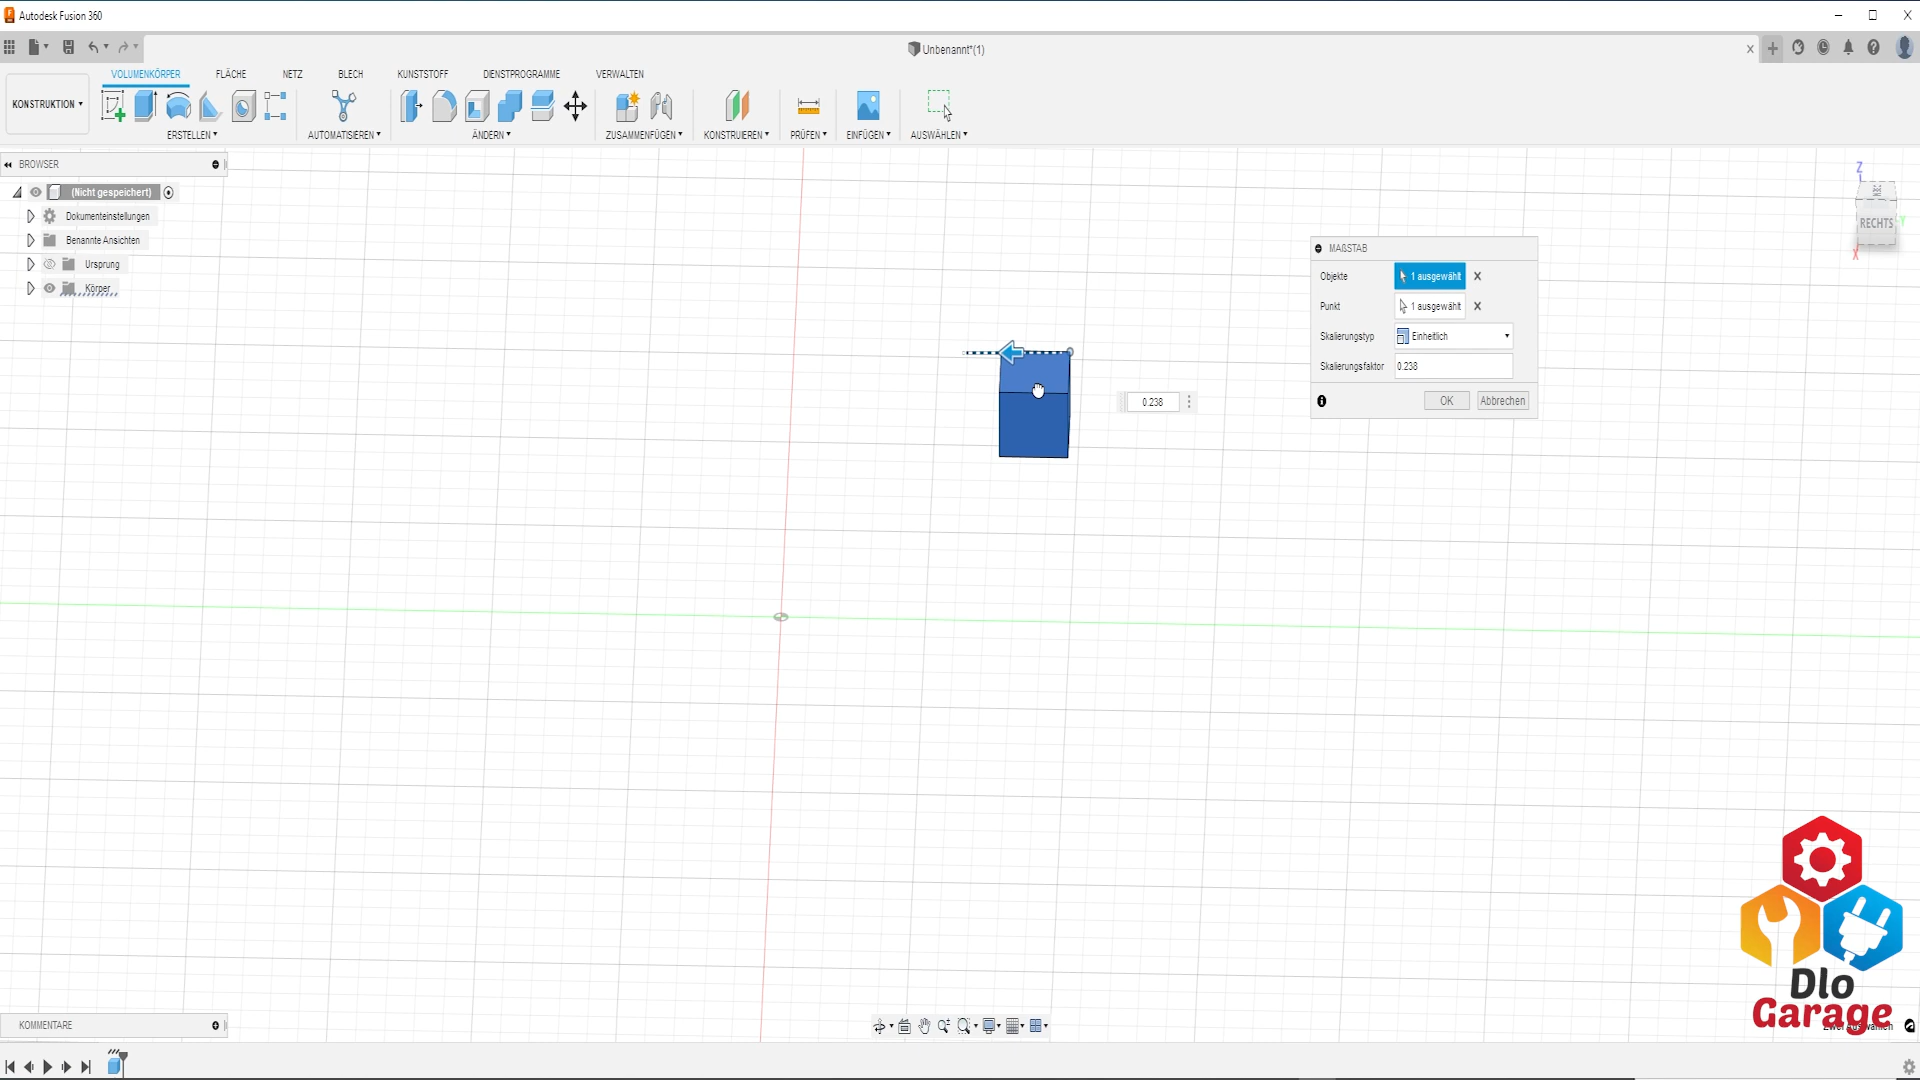 Autodesk Fusion 360
Unbenannt*(1)
VOLUMENKÖRPER FLÄCHE NETZ BLECH KUNSTSTOFF DIENSTPROGRAMME VERWALTEN
KONSTRUKTION
ERSTELLEN AUTOMATISIEREN ÄNDERN ZUSAMMENFÜGEN KONSTRUIEREN PRÜFEN EINFÜGEN AUSWÄHLEN
BROWSER
(Nicht gespeichert)
Dokumenteinstellungen
Benannte Ansichten
Ursprung
Körper
Z
RECHTS
Y
X
MAßSTAB
Objekte 1 ausgewählt
Punkt 1 ausgewählt
Skalierungstyp Einheitlich
Skalierungsfaktor 0.238
OK Abbrechen
0.238
Dlo
Garage
KOMMENTARE